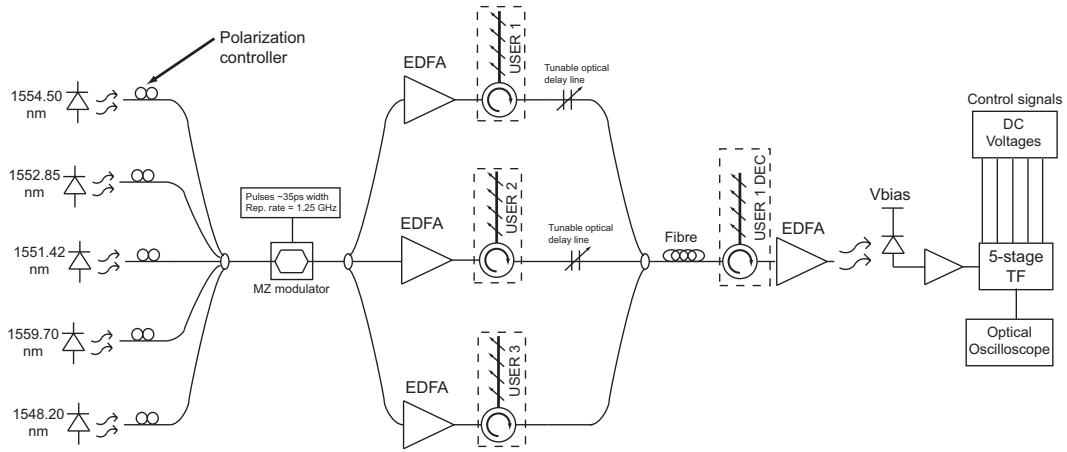 Polarization
controller
1554.50
nm
1552.85
nm
1551.42
nm
1559.70
nm
1548.20
nm
Pulses ~35ps width
Rep. rate = 1.25 GHz
MZ modulator
EDFA
USER 1
Tunable optical
delay line
EDFA
USER 2
Tunable optical
delay line
EDFA
USER 3
Fibre
USER 1 DEC
EDFA
Vbias
Control signals
DC
Voltages
5-stage
TF
Optical
Oscilloscope